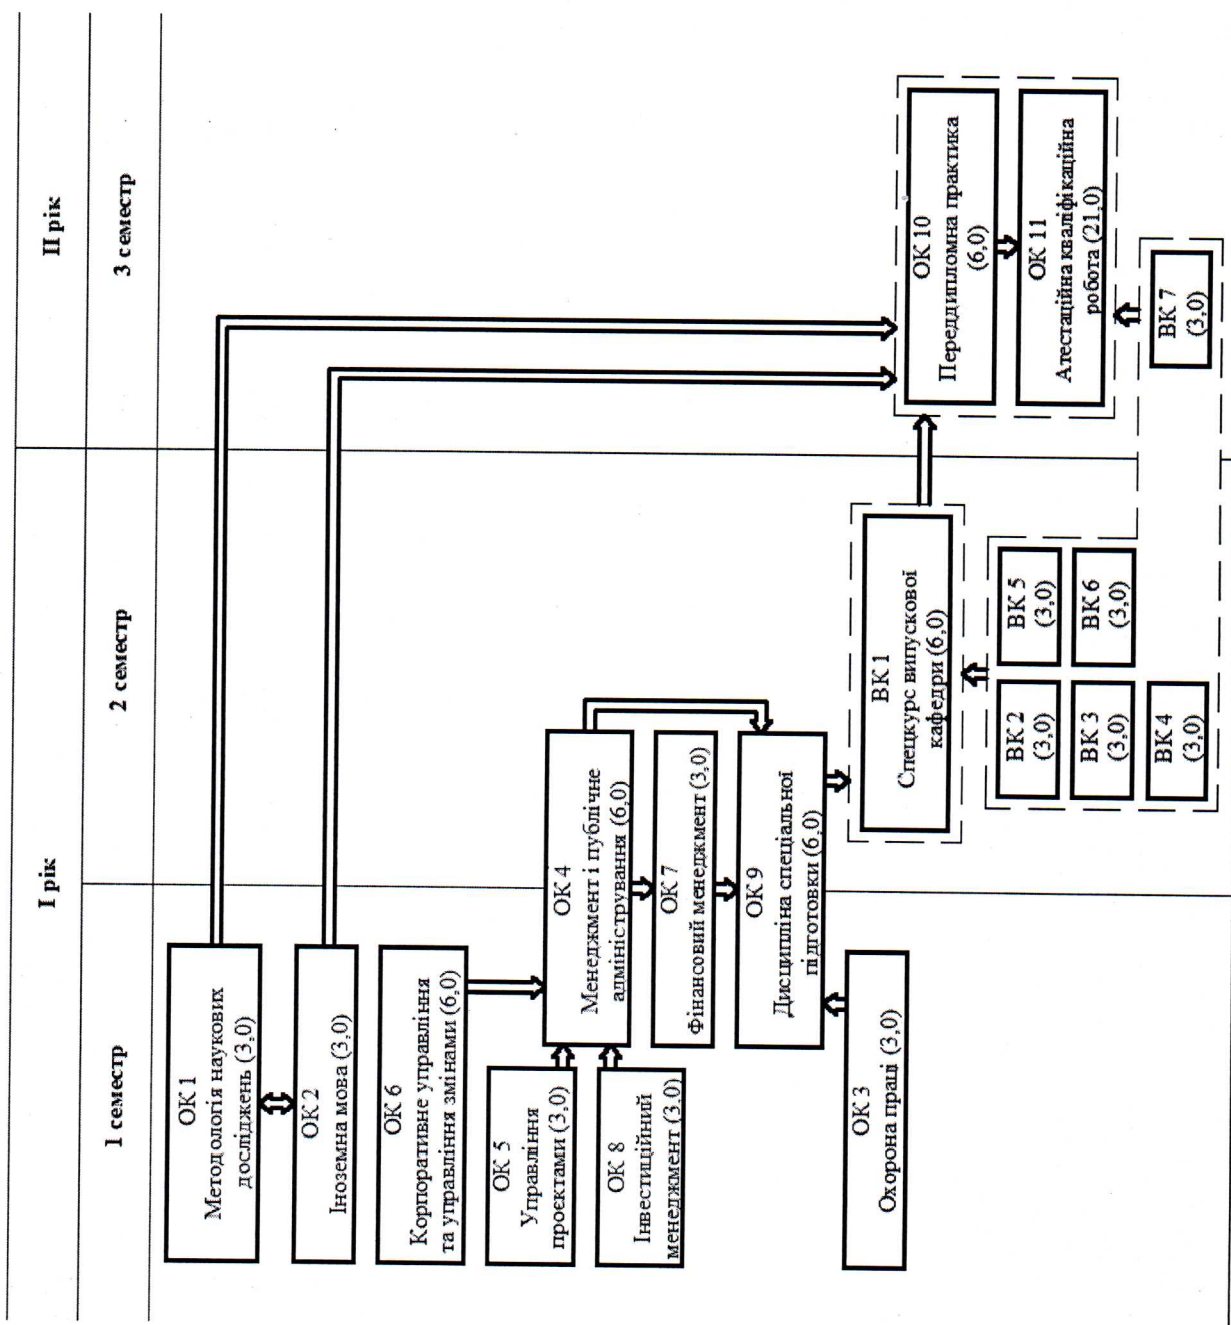 I рік
II рік
1 семестр
2 семестр
3 семестр
ОК 1
Методологія наукових
досліджень (3,0)
ОК 2
Іноземна мова (3,0)
ОК 6
Корпоративне управління
та управління змінами (6,0)
ОК 5
Управління
проєктами (3,0)
ОК 8
Інвестиційний
менеджмент (3,0)
ОК 4
Менеджмент і публічне
адміністрування (6,0)
ОК 7
Фінансовий менеджмент (3,0)
ОК 9
Дисципліна спеціальної
підготовки (6,0)
ОК 3
Охорона праці (3,0)
ВК 1
Спецкурс випускової
кафедри (6,0)
ВК 2
(3,0)
ВК 5
(3,0)
ВК 3
(3,0)
ВК 6
(3,0)
ВК 4
(3,0)
ОК 10
Переддипломна практика
(6,0)
ОК 11
Атестаційна кваліфікаційна
робота (21,0)
ВК 7
(3,0)